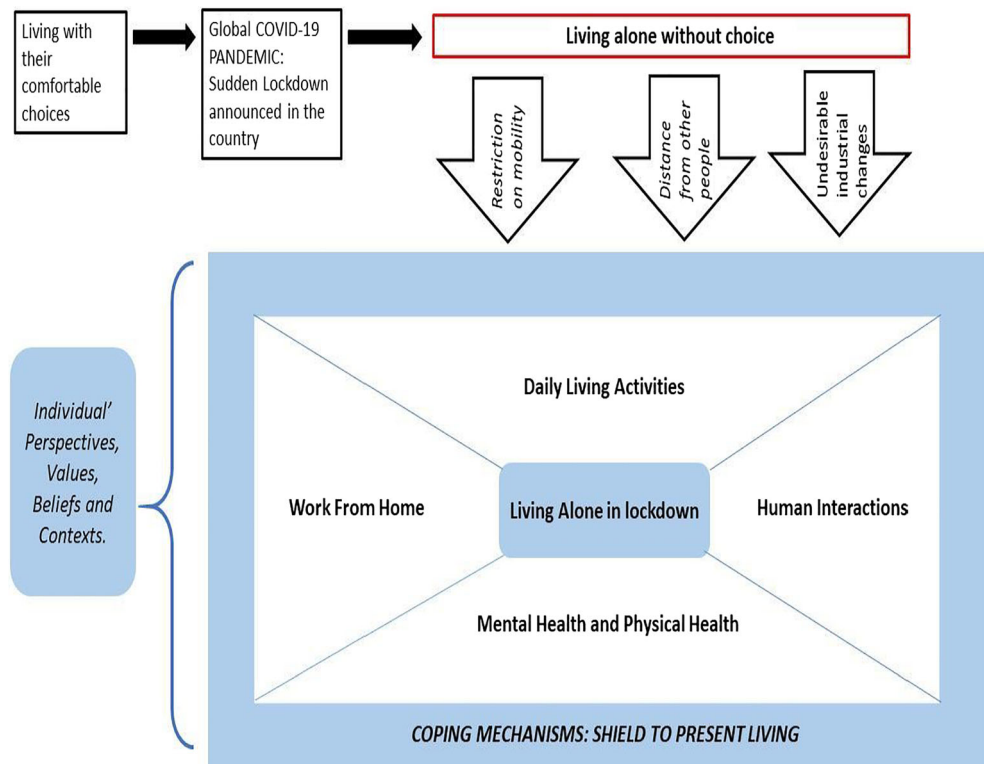 Living with
their
comfortable
choices
Global COVID-19
PANDEMIC:
Sudden Lockdown
announced in the
country
Living alone without choice
Restriction
on mobility
Distance
from other
people
Undesirable
industrial
changes
Individual'
Perspectives,
Values,
Beliefs and
Contexts.
Daily Living Activities
Work From Home
Living Alone in lockdown
Human Interactions
Mental Health and Physical Health
COPING MECHANISMS: SHIELD TO PRESENT LIVING